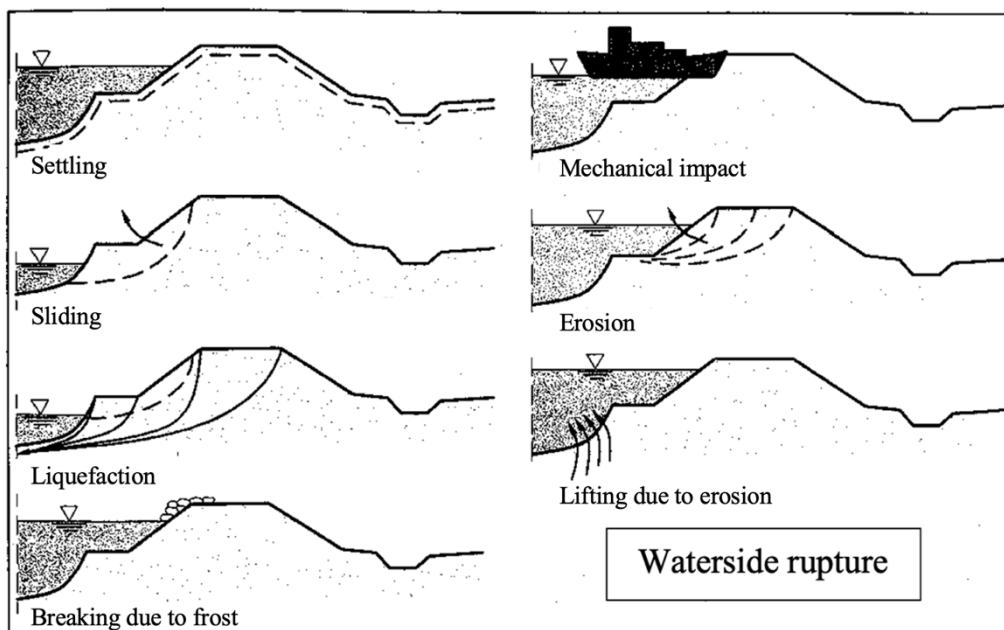 Settling
Mechanical impact
Sliding
Erosion
Liquefaction
Lifting due to erosion
Breaking due to frost
Waterside rupture